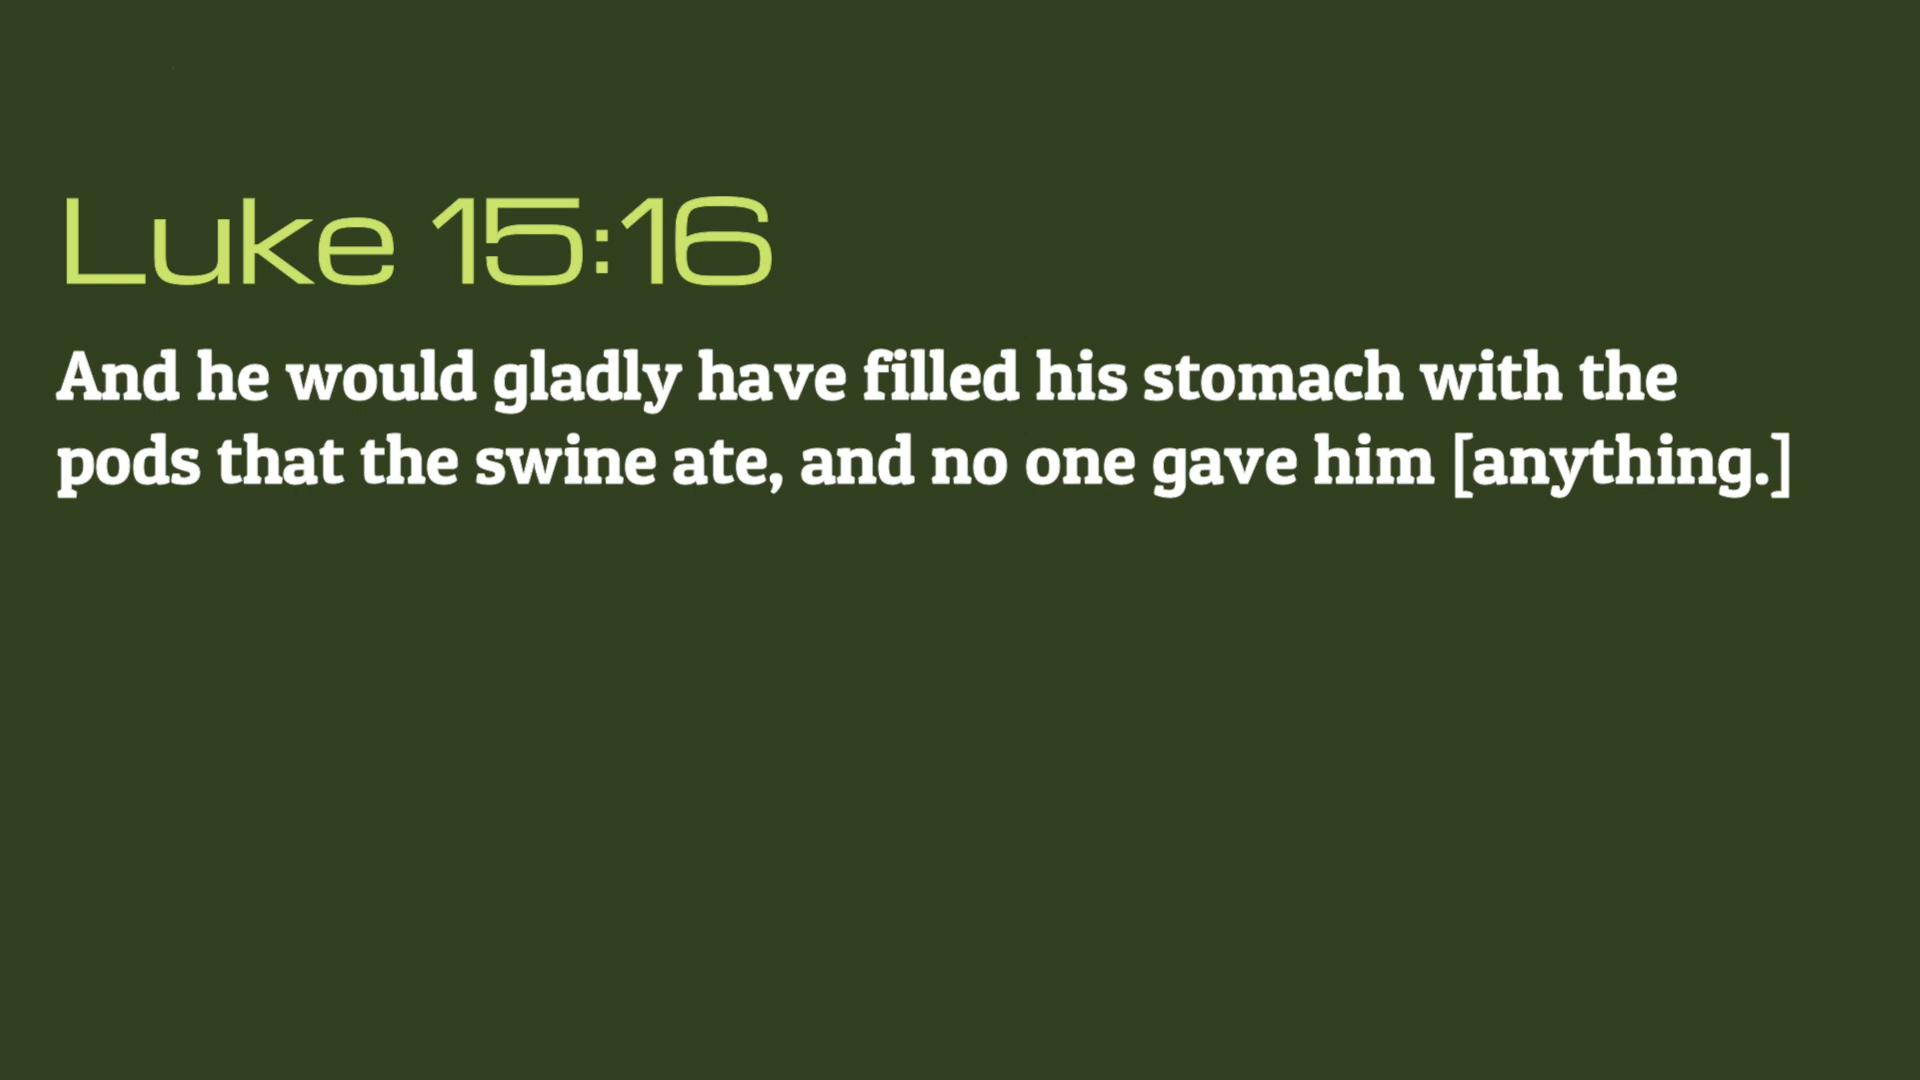 Luke 15:16
And he would gladly have filled his stomach with the
pods that the swine ate, and no one gave him [anything.]